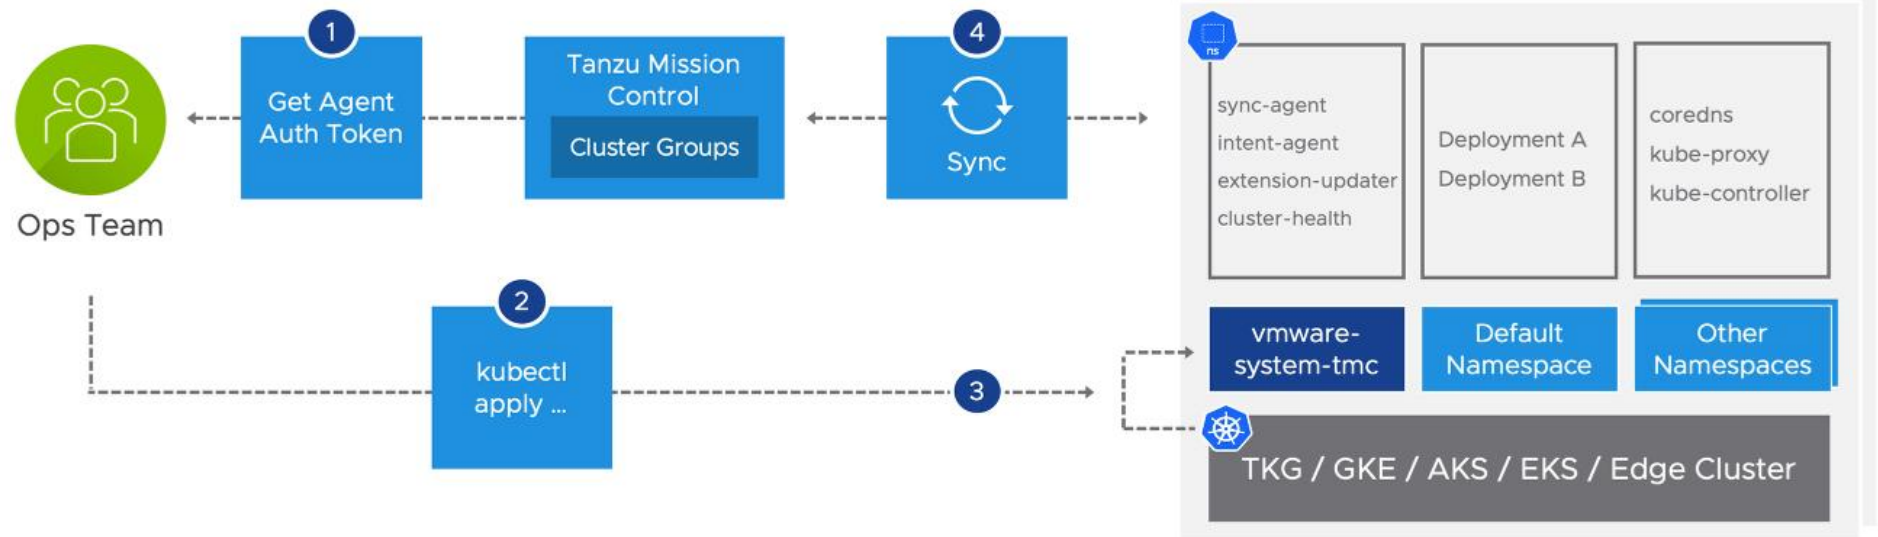 1
Get Agent
Auth Token
Tanzu Mission
Control
Cluster Groups
4
Sync
Ops Team
2
kubectl
apply ...
3
ns
sync-agent
intent-agent
extension-updater
cluster-health
Deployment A
Deployment B
coredns
kube-proxy
kube-controller
vmware-
system-tmc
Default
Namespace
Other
Namespaces
TKG / GKE / AKS / EKS / Edge Cluster